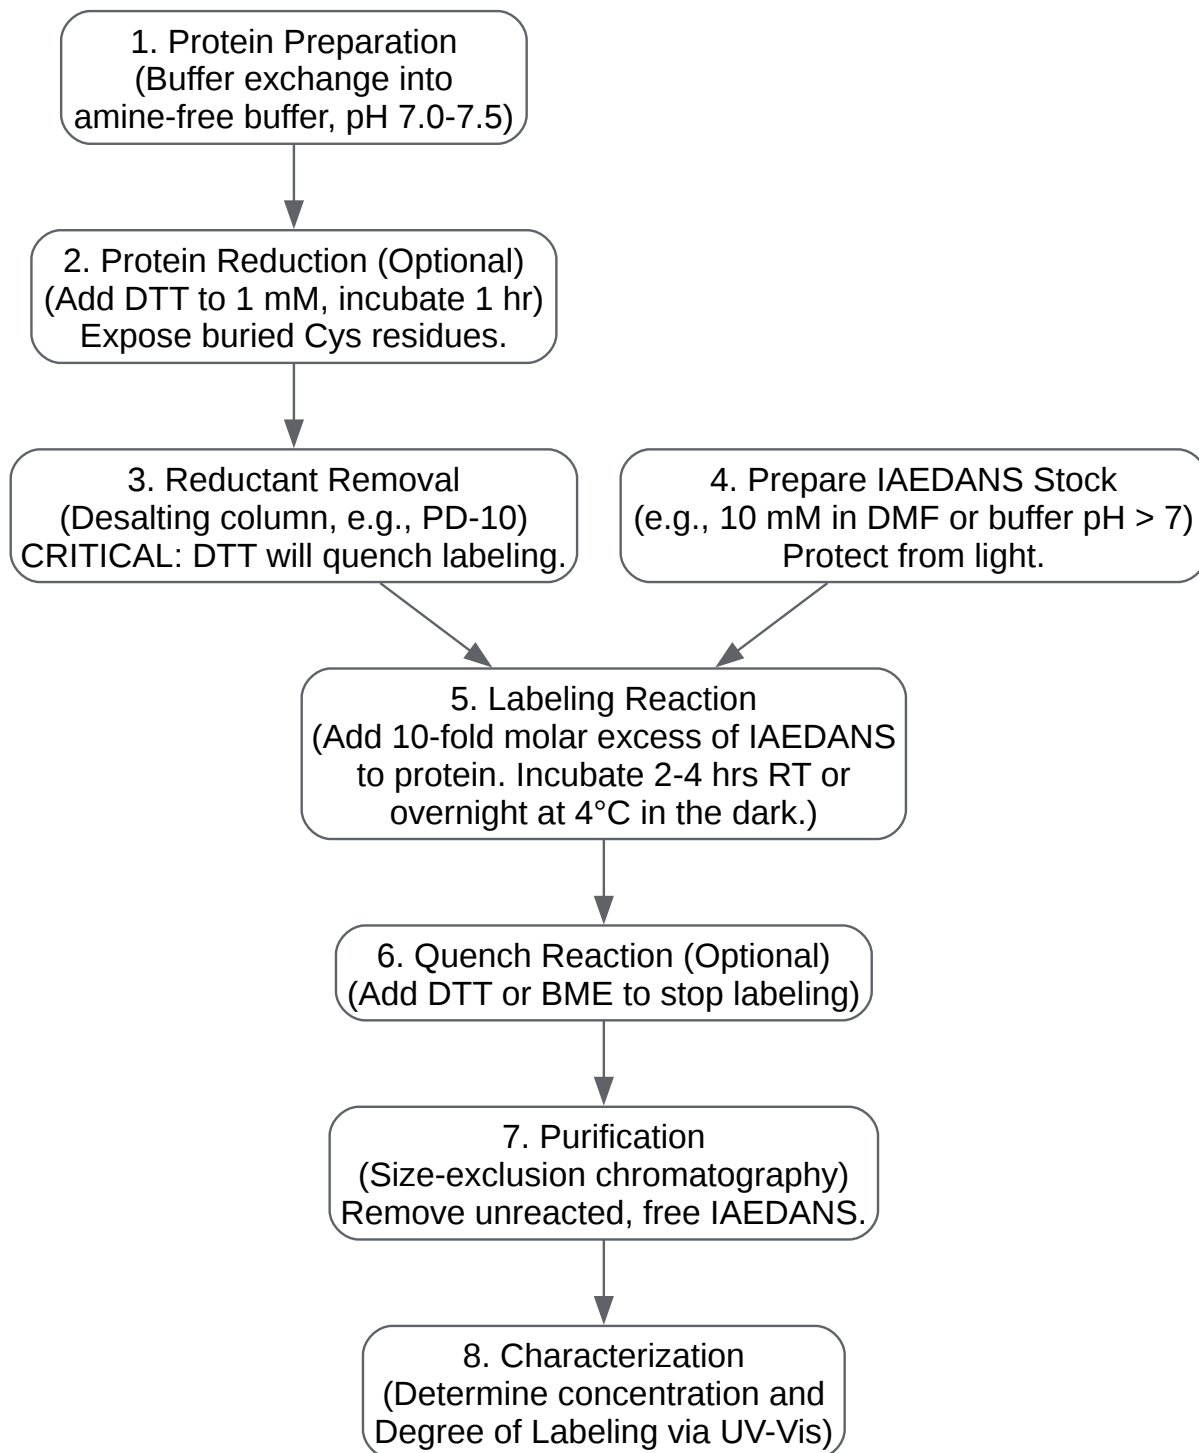 1. Protein Preparation
(Buffer exchange into
amine-free buffer, pH 7.0-7.5)
2. Protein Reduction (Optional)
(Add DTT to 1 mM, incubate 1 hr)
Expose buried Cys residues.
3. Reductant Removal
(Desalting column, e.g., PD-10)
CRITICAL: DTT will quench labeling.
4. Prepare IAEDANS Stock
(e.g., 10 mM in DMF or buffer pH > 7)
Protect from light.
5. Labeling Reaction
(Add 10-fold molar excess of IAEDANS
to protein. Incubate 2-4 hrs RT or
overnight at 4°C in the dark.)
6. Quench Reaction (Optional)
(Add DTT or BME to stop labeling)
7. Purification
(Size-exclusion chromatography)
Remove unreacted, free IAEDANS.
8. Characterization
(Determine concentration and
Degree of Labeling via UV-Vis)